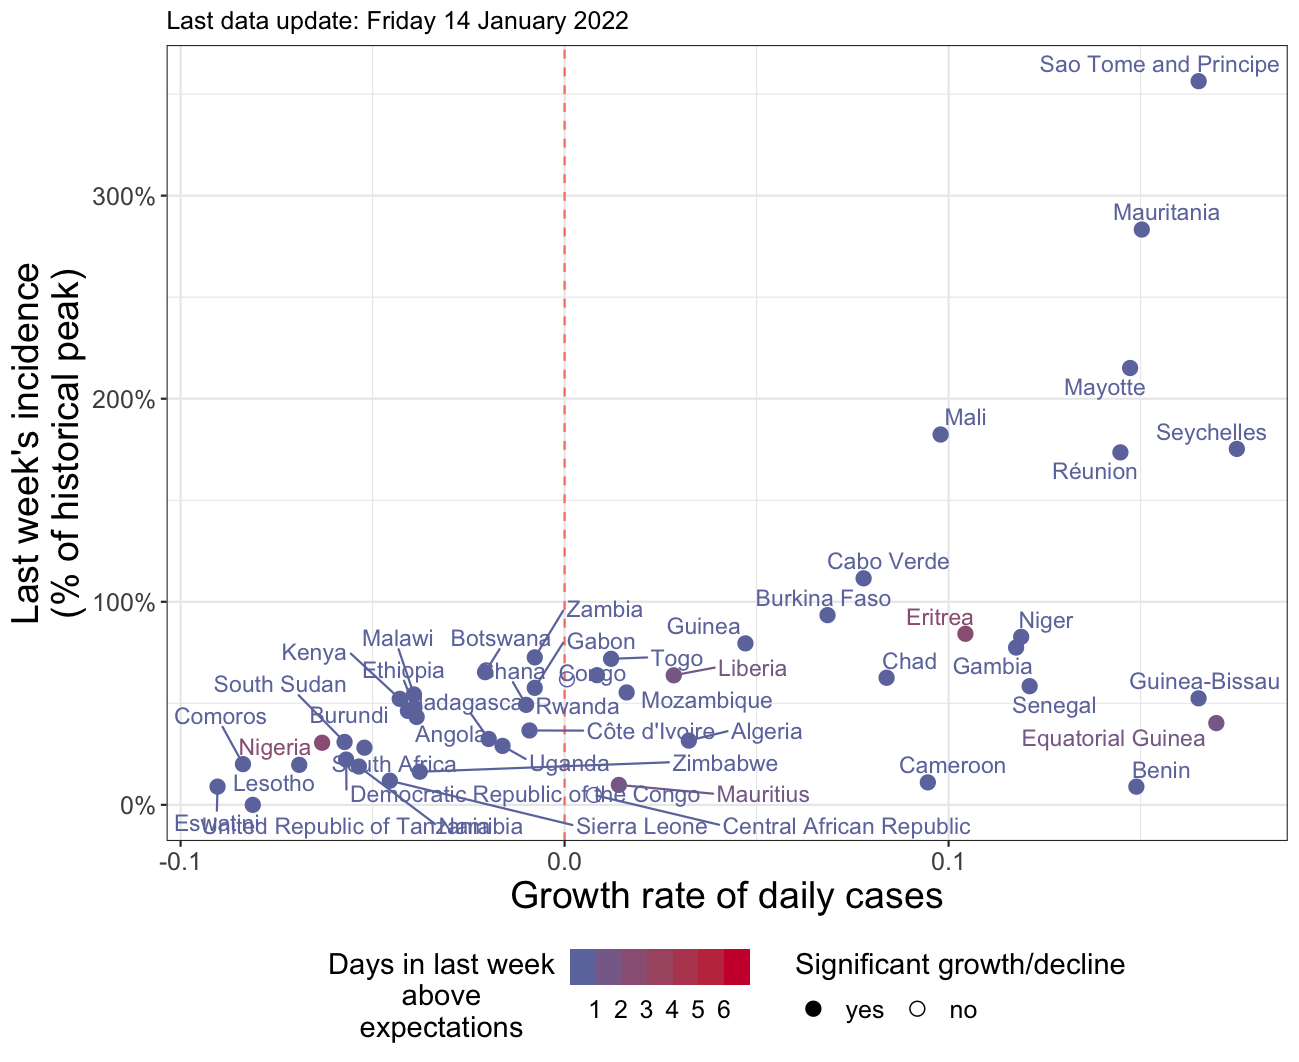 Last data update: Friday 14 January 2022
Last week's incidence
(% of historical peak)
300%
200%
100%
0%
Sao Tome and Principe
Mauritania
Mayotte
Mali
Seychelles
Réunion
Cabo Verde
Burkina Faso
Zambia
Eritrea
Niger
Guinea
Malawi
Botswana
Gabon
Kenya
Togo
Chad
Gambia
Liberia
Ethiopia
Ghana
Congo
South Sudan
Guinea-Bissau
Madagascar
Rwanda
Mozambique
Senegal
Comoros
Burundi
Angola
Côte d'Ivoire
Algeria
Equatorial Guinea
Nigeria
South Africa
Uganda
Zimbabwe
Cameroon
Benin
Lesotho
Democratic Republic of the Congo
Mauritius
Eswatini
United Republic of Tanzania
Namibia
Sierra Leone
Central African Republic
-0.1
0.0
0.1
Growth rate of daily cases
Days in last week
above
expectations
1 2 3 4 5 6
Significant growth/decline
yes
no